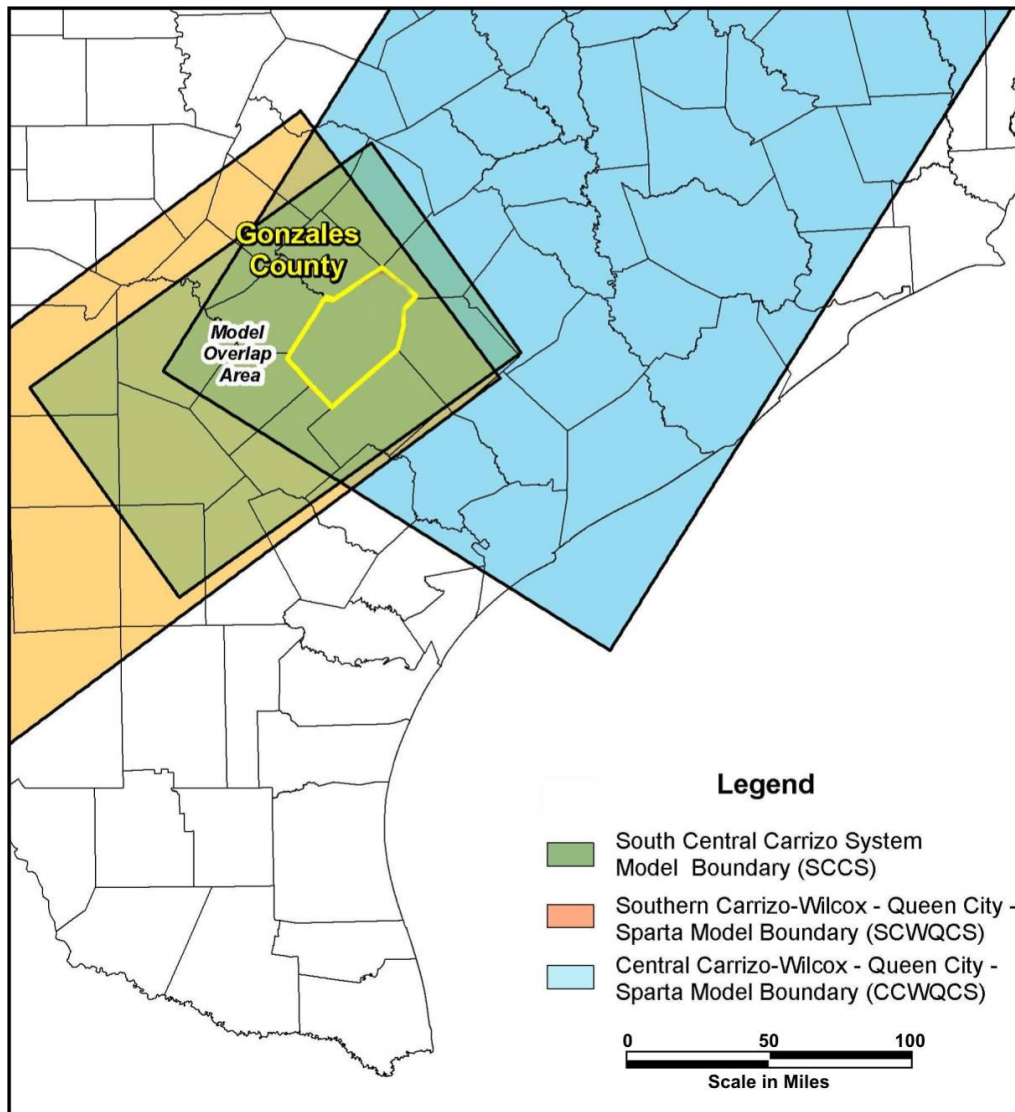 Gonzales
County
Model
Overlap
Area
Legend
South Central Carrizo System
Model Boundary (SCCS)
Southern Carrizo-Wilcox - Queen City -
Sparta Model Boundary (SCWQCS)
Central Carrizo-Wilcox - Queen City -
Sparta Model Boundary (CCWQCS)
0 50 100
Scale in Miles